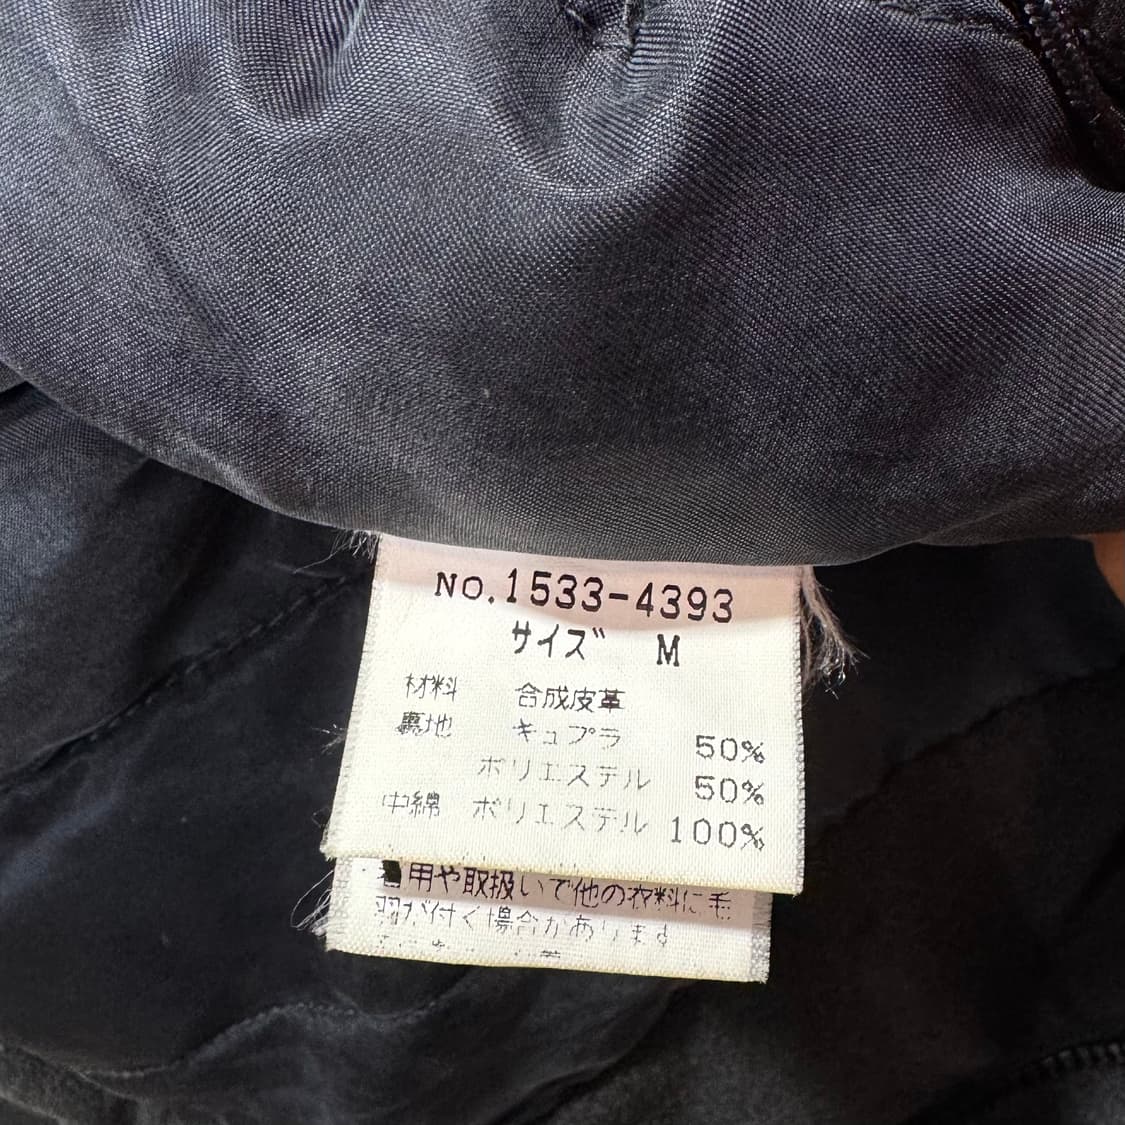 NO.1533-4393
サイズ M
材料 合成皮革
裏地 キュプラ 50%
ポリエステル 50%
中綿 ポリエステル 100%
着用や取扱いで他の衣料に毛
羽が付く場合があります